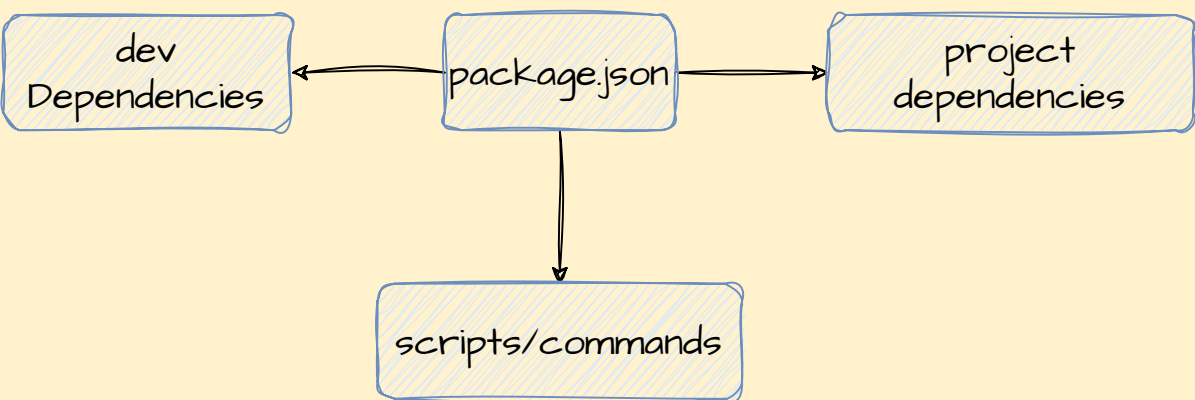 dev
Dependencies
package.json
project
dependencies
scripts/commands